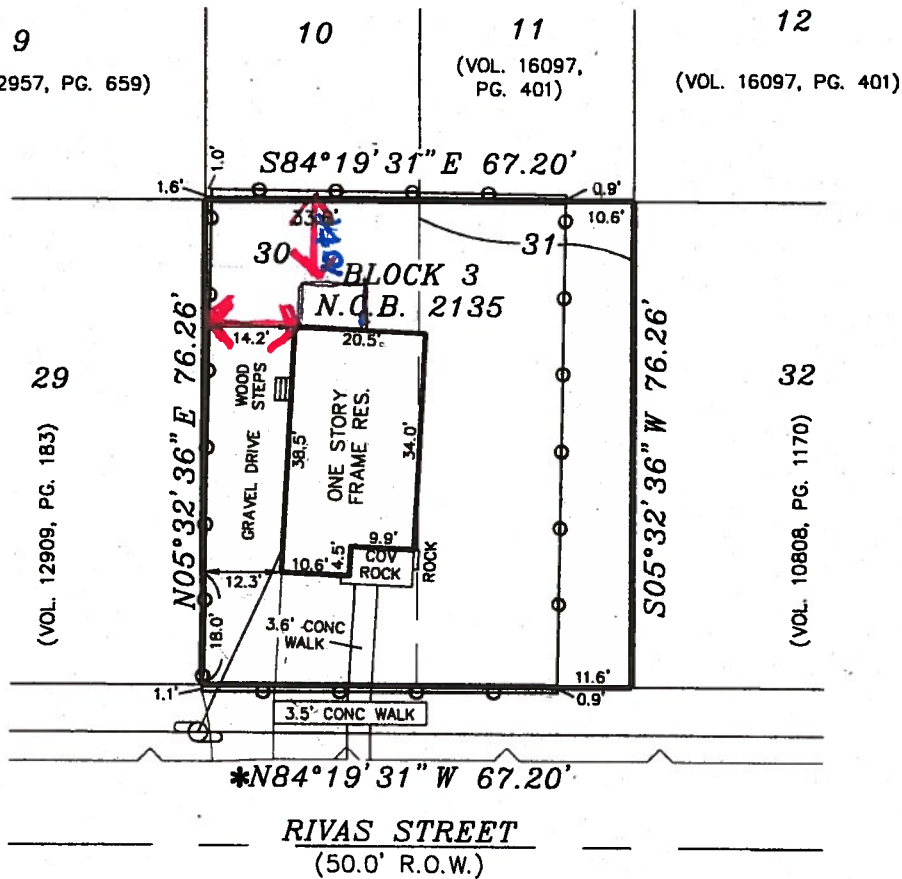 9
10
11
12
2957, PG. 659)
(VOL. 16097,
PG. 401)
(VOL. 16097, PG. 401)
S84°19'31"E 67.20'
1.0'
1.6'
0.9'
10.6'
30
31
BLOCK 3
N.C.B. 2135
14.2'
20.5'
N05°32'36"E 76.26'
S05°32'36"W 76.26'
29
(VOL. 12909, PG. 183)
32
(VOL. 10808, PG. 1170)
WOOD
STEPS
GRAVEL DRIVE
38.5'
ONE STORY
FRAME RES.
34.0'
9.9'
4.5'
COV
ROCK
ROCK
10.6'
12.3'
18.0'
3.6' CONC
WALK
11.6'
1.1'
0.9'
3.5' CONC WALK
*N84°19'31"W 67.20'
RIVAS STREET
(50.0' R.O.W.)